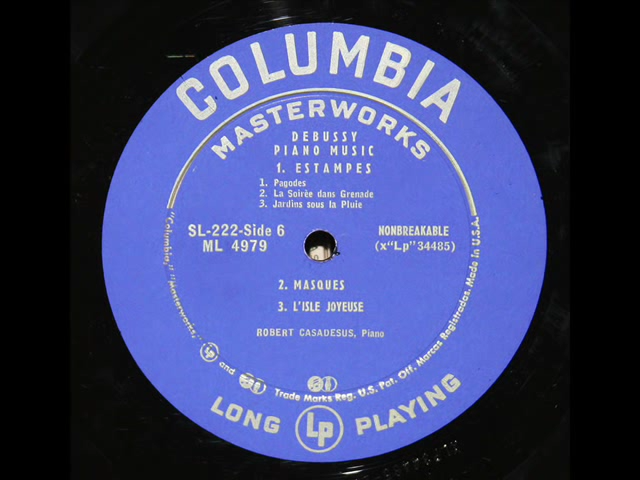 COLUMBIA
MASTERWORKS
DEBUSSY
PIANO MUSIC
1. ESTAMPES
1. Pagodes
2. La Soirée dans Grenade
3. Jardins sous la Pluie
SL-222-Side 6
ML 4979
NONBREAKABLE
(x"Lp"34485)
2. MASQUES
3. L'ISLE JOYEUSE
ROBERT CASADESUS, Piano
"Columbia," "Masterworks," Lp and Trade Marks Reg. U.S. Pat. Off. Marcas Registradas. Made in U.S.A.
LONG Lp PLAYING